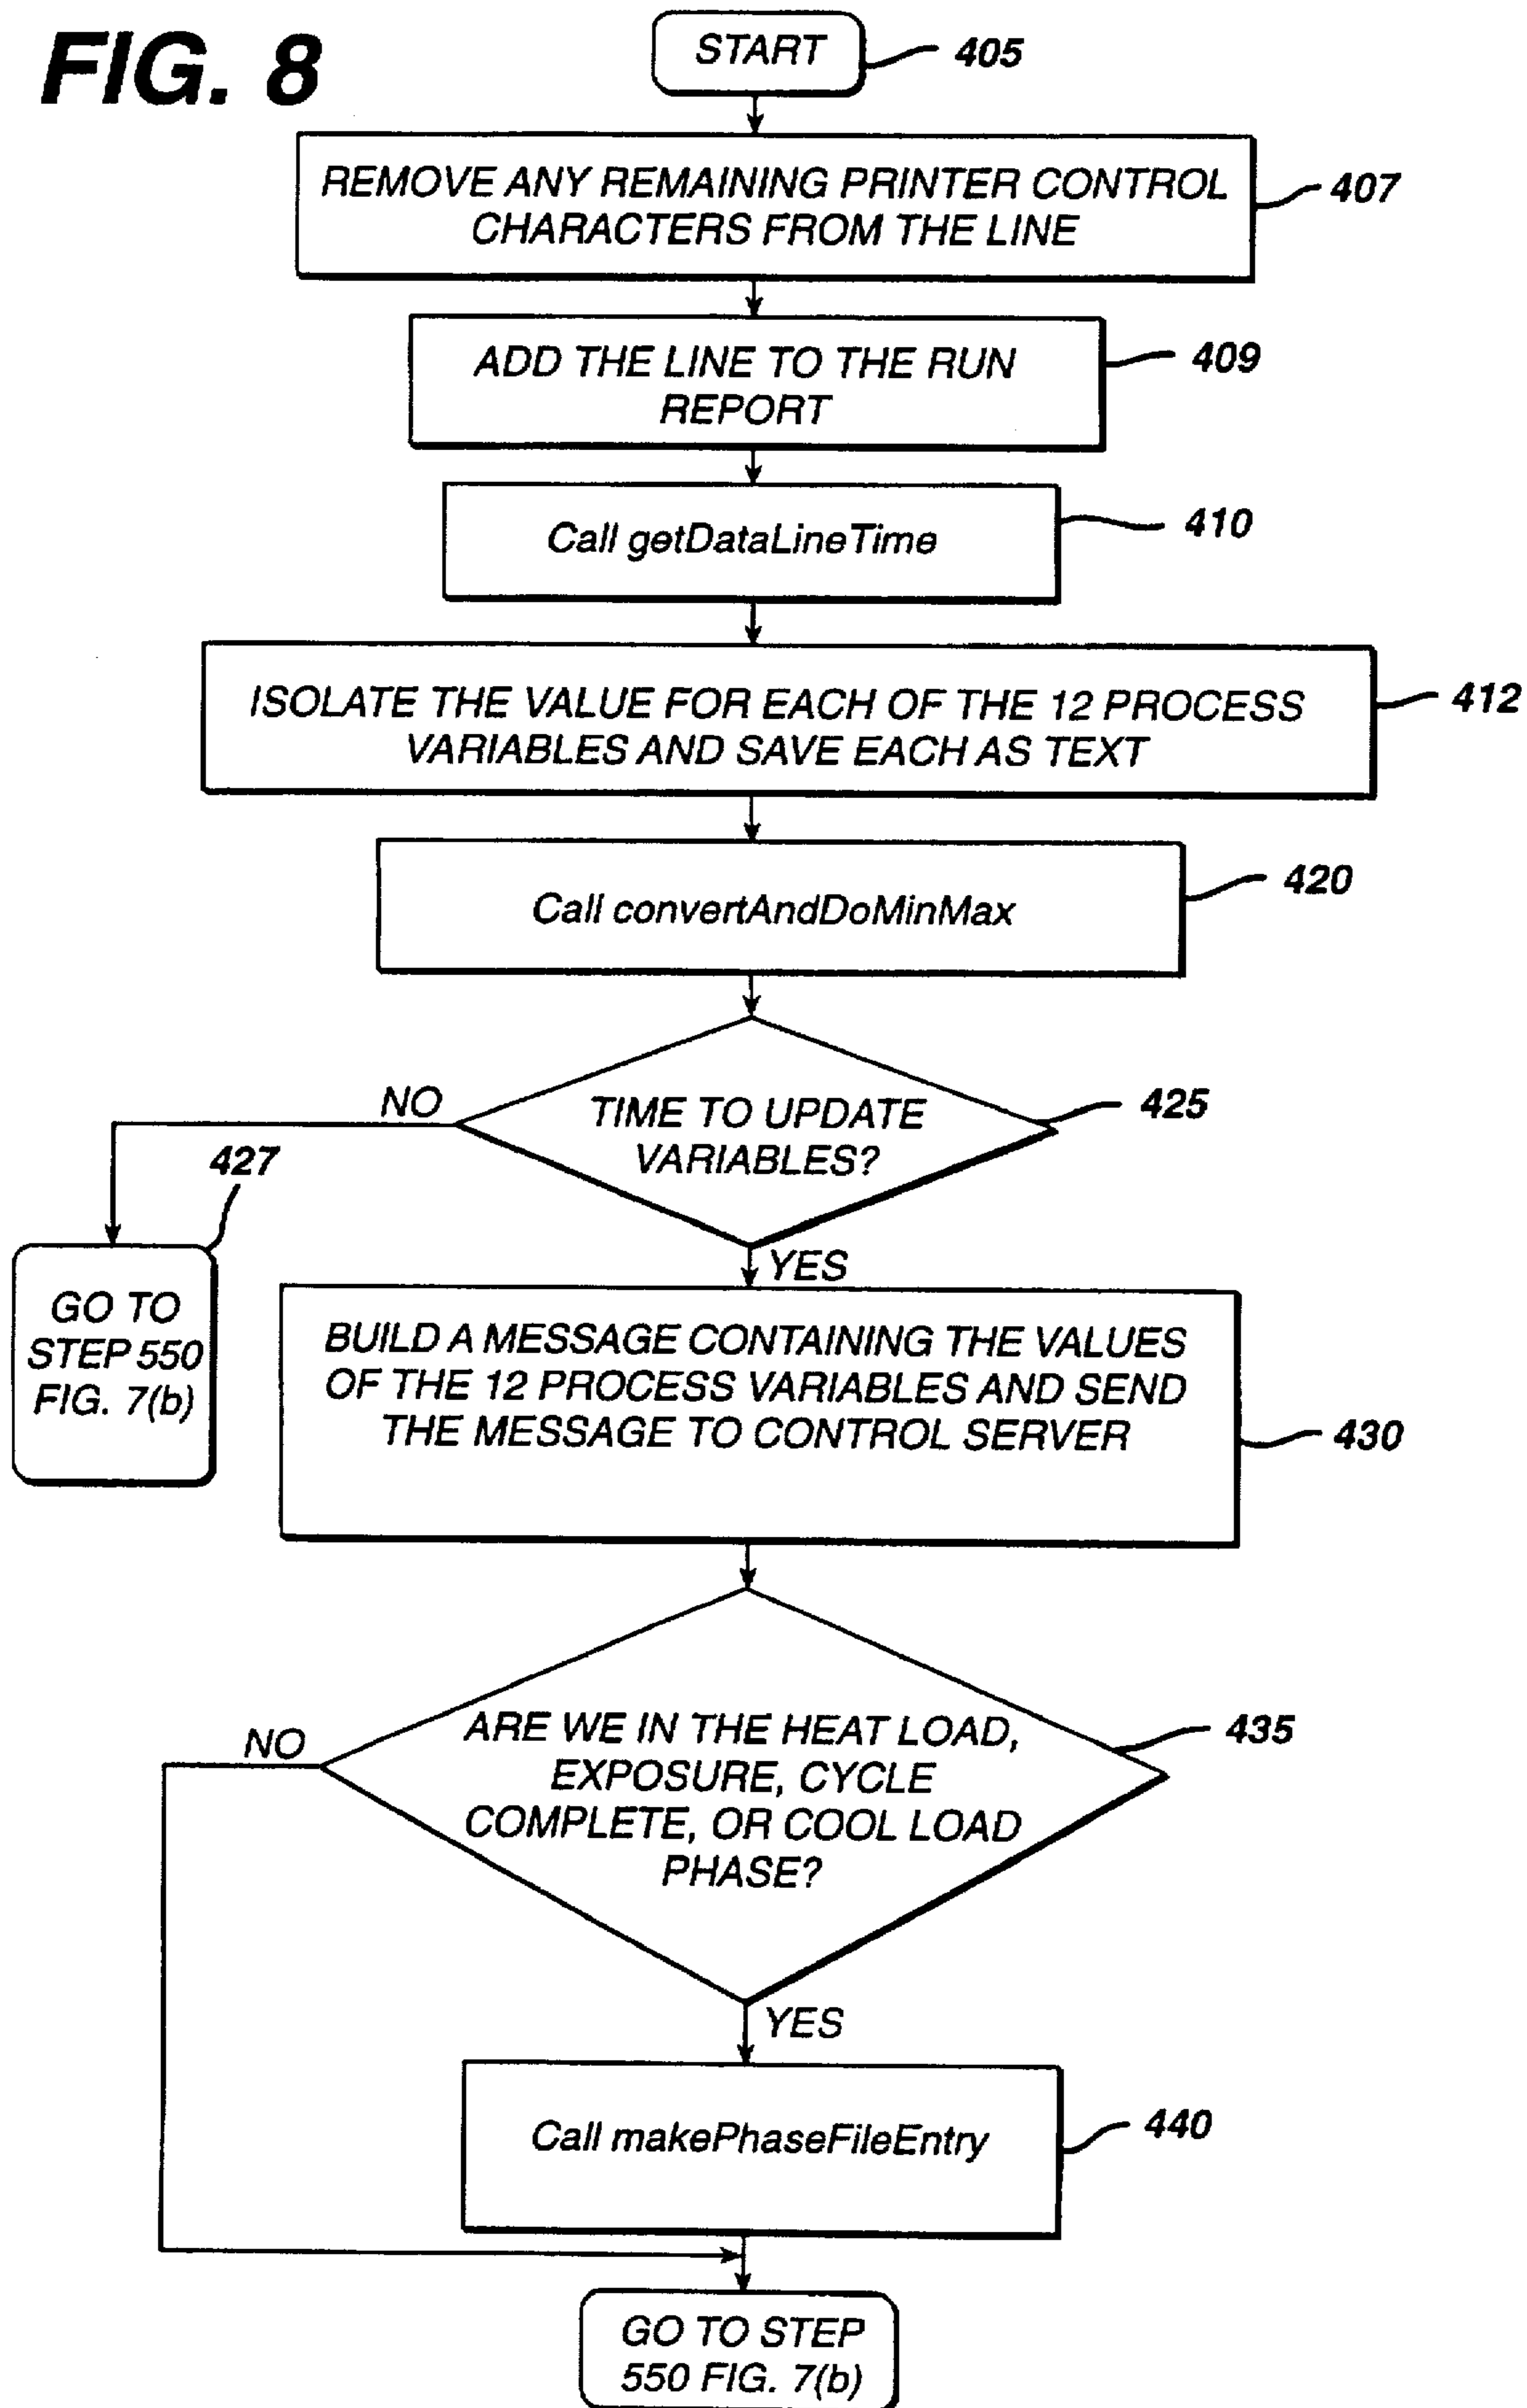 FIG. 8
START
405
REMOVE ANY REMAINING PRINTER CONTROL
CHARACTERS FROM THE LINE
407
ADD THE LINE TO THE RUN
REPORT
409
Call getDataLineTime
410
ISOLATE THE VALUE FOR EACH OF THE 12 PROCESS
VARIABLES AND SAVE EACH AS TEXT
412
Call convertAndDoMinMax
420
TIME TO UPDATE
VARIABLES?
425
NO
427
GO TO
STEP 550
FIG. 7(b)
YES
BUILD A MESSAGE CONTAINING THE VALUES
OF THE 12 PROCESS VARIABLES AND SEND
THE MESSAGE TO CONTROL SERVER
430
ARE WE IN THE HEAT LOAD,
EXPOSURE, CYCLE
COMPLETE, OR COOL LOAD
PHASE?
435
NO
YES
Call makePhaseFileEntry
440
GO TO STEP
550 FIG. 7(b)